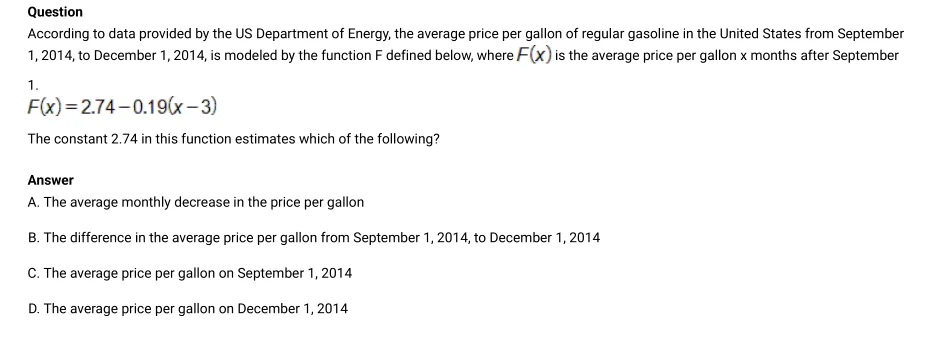 Question
According to data provided by the US Department of Energy, the average price per gallon of regular gasoline in the United States from September
1, 2014, to December 1, 2014, is modeled by the function F defined below, where F(x) is the average price per gallon x months after September
1.
F(x)=2.74−0.19(x−3)
The constant 2.74 in this function estimates which of the following?
Answer
A. The average monthly decrease in the price per gallon
B. The difference in the average price per gallon from September 1, 2014, to December 1, 2014
C. The average price per gallon on September 1, 2014
D. The average price per gallon on December 1, 2014